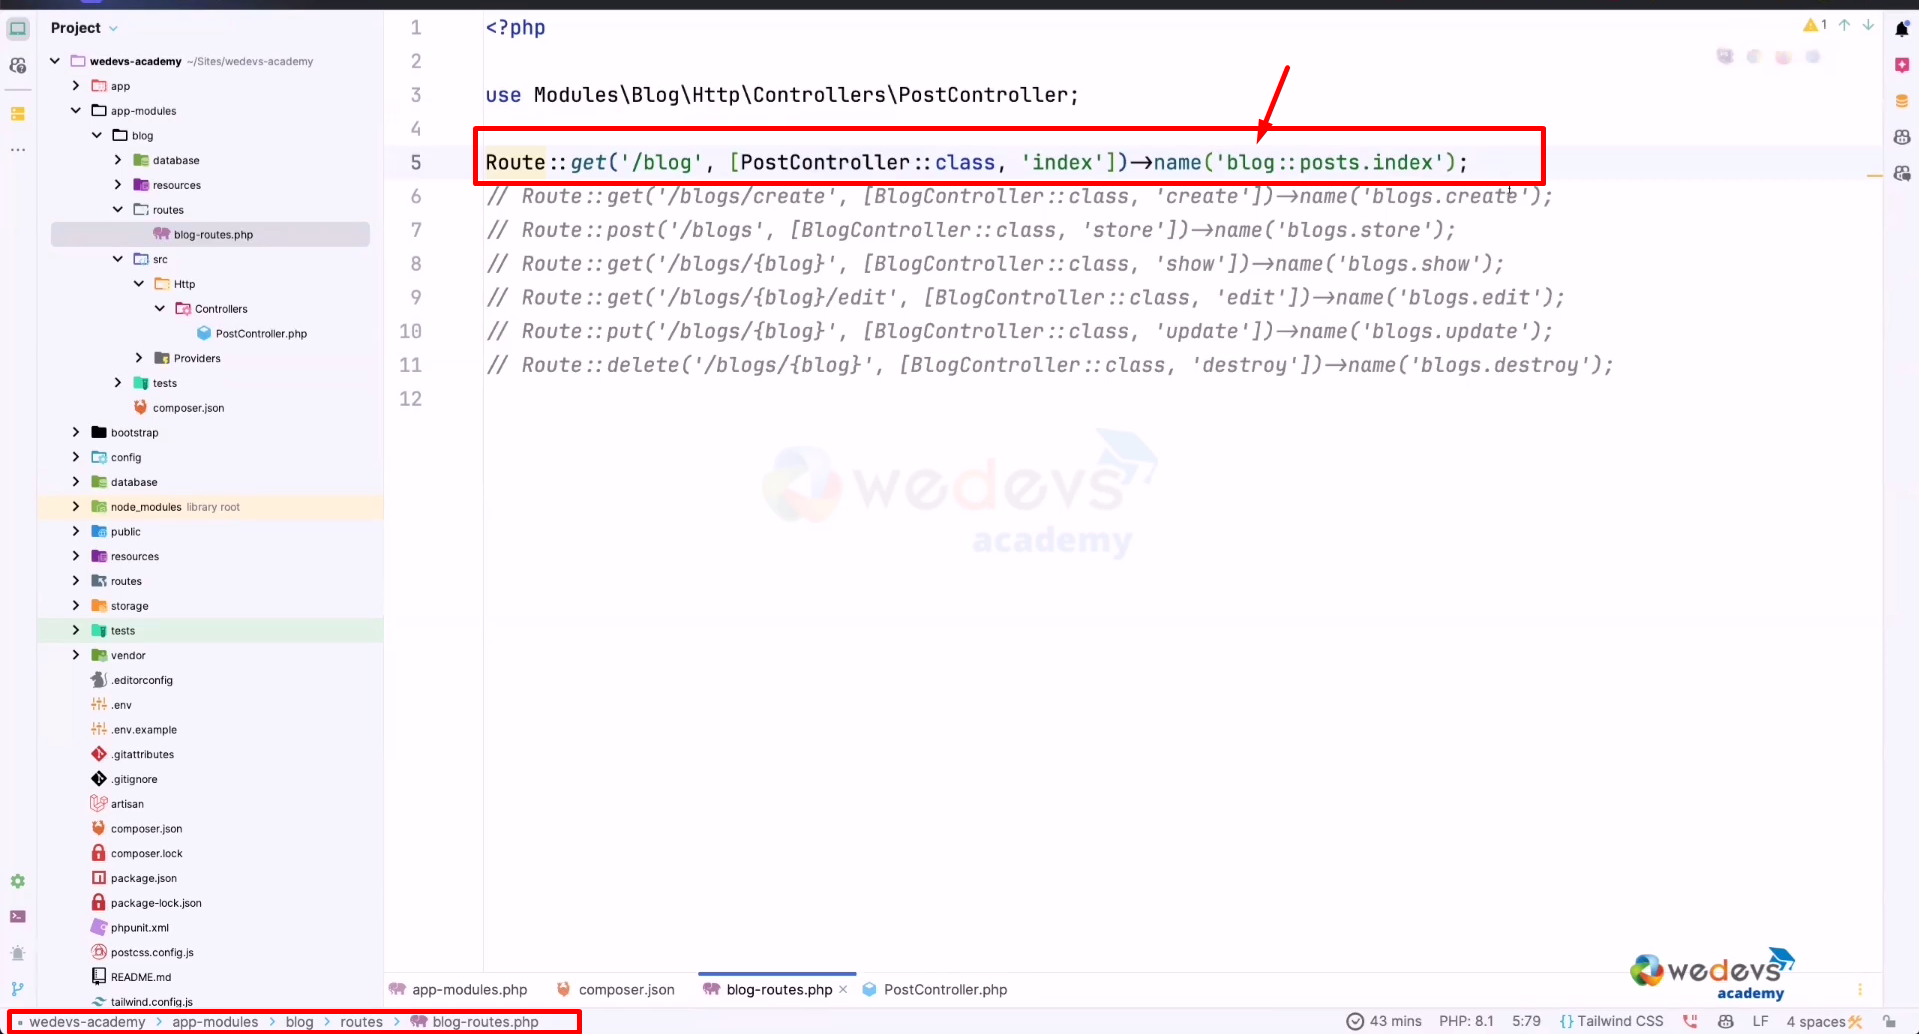 Project
wedevs-academy ~/Sites/wedevs-academy
app
app-modules
blog
database
resources
routes
blog-routes.php
src
Http
Controllers
PostController.php
Providers
tests
composer.json
bootstrap
config
database
node_modules library root
public
resources
routes
storage
tests
vendor
.editorconfig
.env
.env.example
.gitattributes
.gitignore
artisan
composer.json
composer.lock
package.json
package-lock.json
phpunit.xml
postcss.config.js
README.md
tailwind.config.js
1 <?php
2
3 use Modules\Blog\Http\Controllers\PostController;
4
5 Route::get('/blog', [PostController::class, 'index'])->name('blog::posts.index');
6 // Route::get('/blogs/create', [BlogController::class, 'create'])->name('blogs.create');
7 // Route::post('/blogs', [BlogController::class, 'store'])->name('blogs.store');
8 // Route::get('/blogs/{blog}', [BlogController::class, 'show'])->name('blogs.show');
9 // Route::get('/blogs/{blog}/edit', [BlogController::class, 'edit'])->name('blogs.edit');
10 // Route::put('/blogs/{blog}', [BlogController::class, 'update'])->name('blogs.update');
11 // Route::delete('/blogs/{blog}', [BlogController::class, 'destroy'])->name('blogs.destroy');
12
1
wedevs
academy
wedevs
academy
app-modules.php composer.json blog-routes.php PostController.php
wedevs-academy > app-modules > blog > routes > blog-routes.php
43 mins PHP: 8.1 5:79 {} Tailwind CSS LF 4 spaces